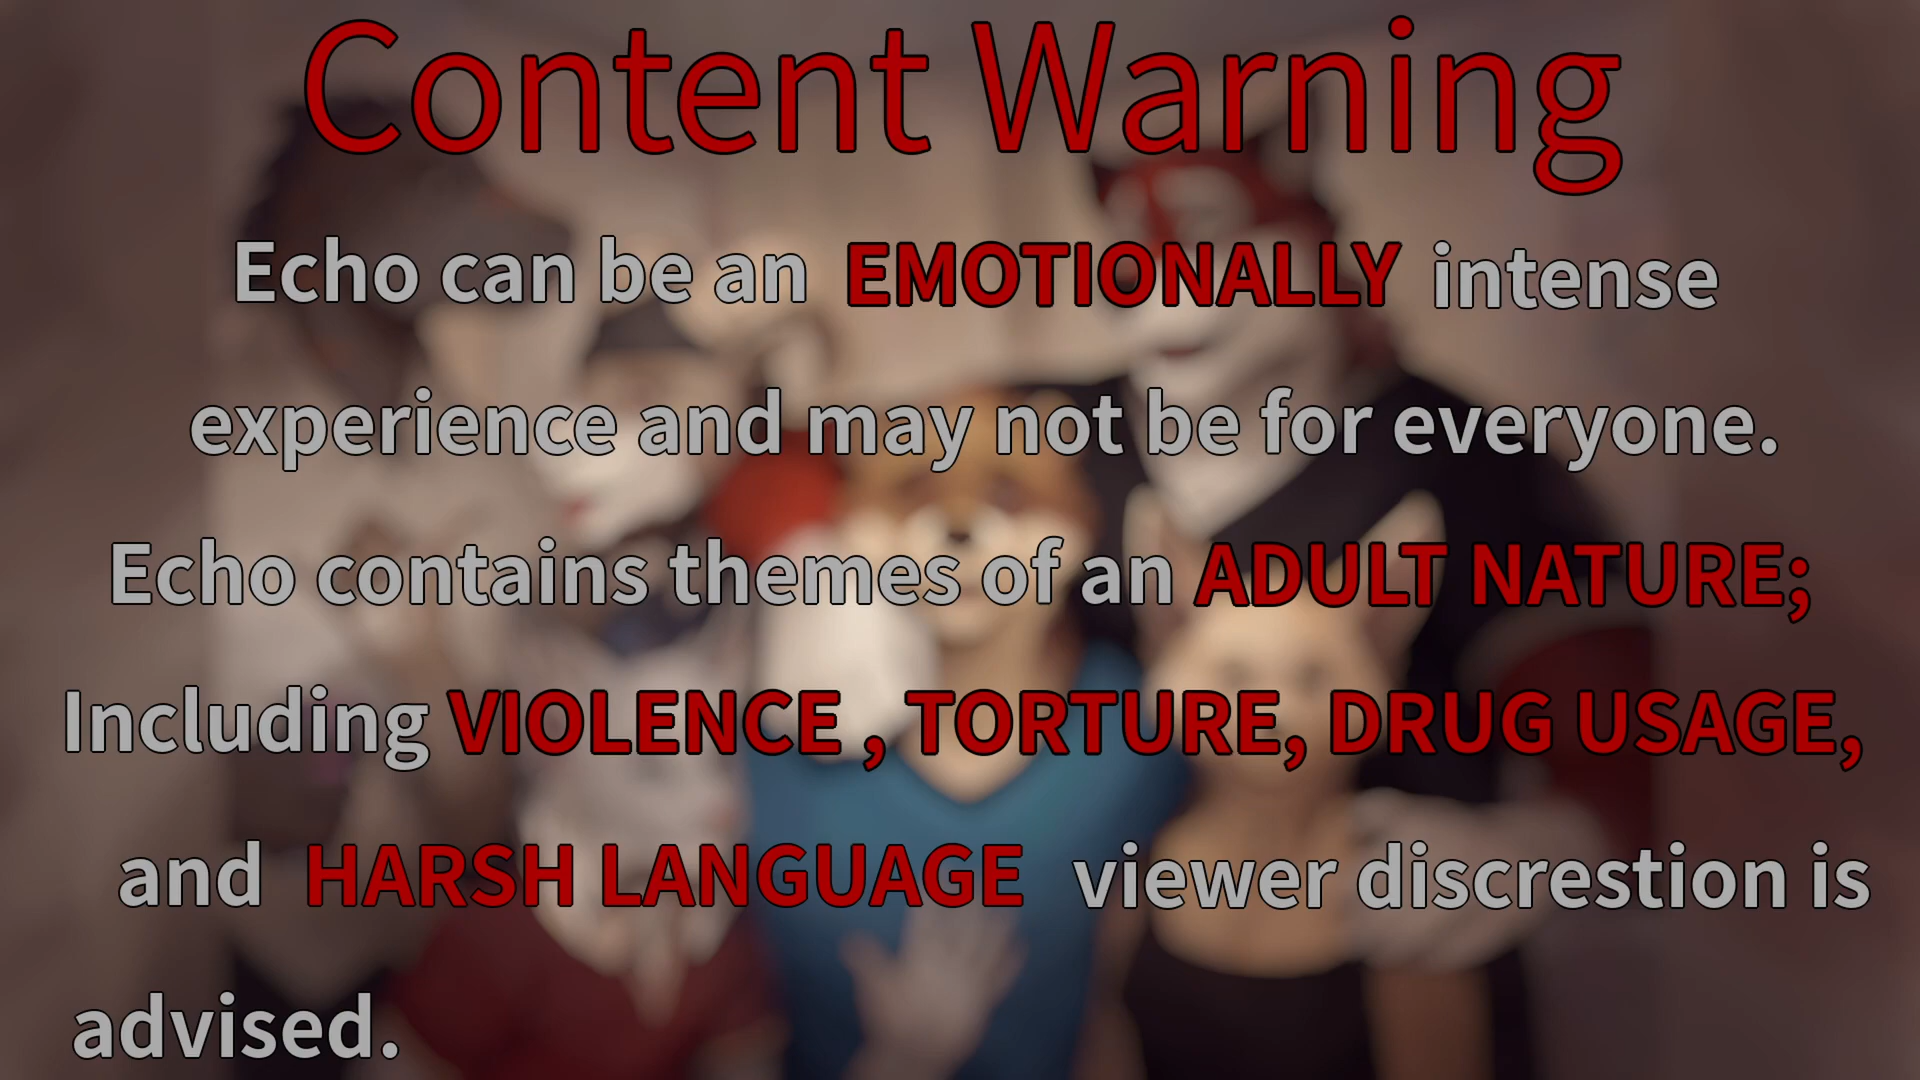 Content Warning
Echo can be an EMOTIONALLY intense
experience and may not be for everyone.
Echo contains themes of an ADULT NATURE;
Including VIOLENCE , TORTURE, DRUG USAGE,
and HARSH LANGUAGE viewer discrestion is
advised.